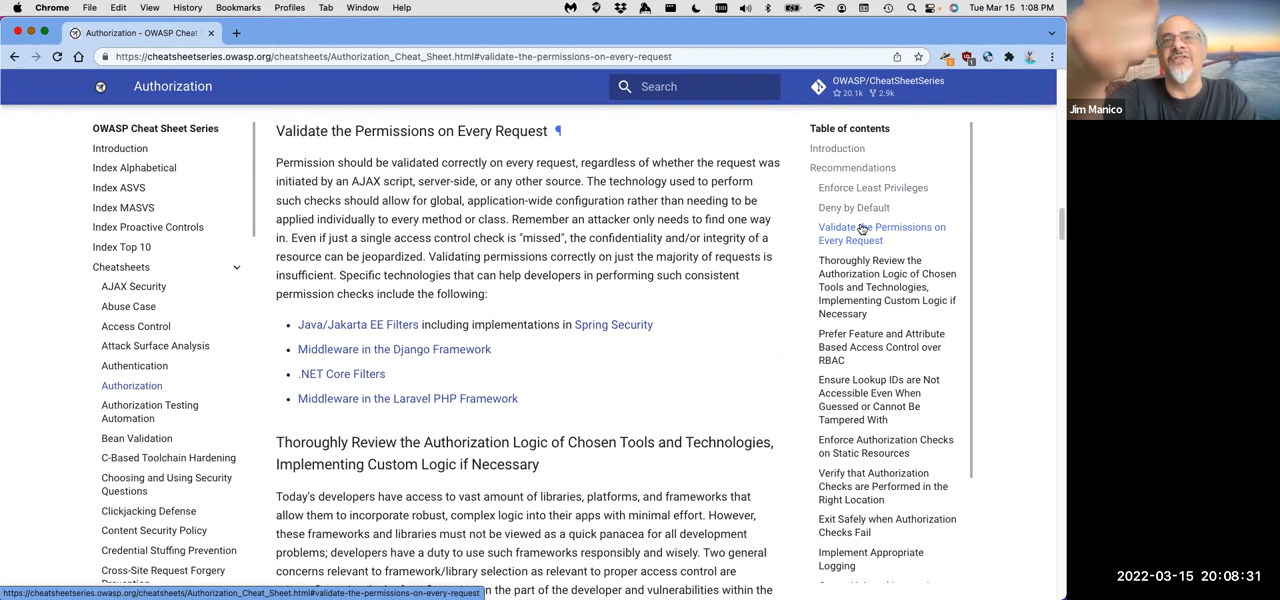 Chrome File Edit View History Bookmarks Profiles Tab Window Help Tue Mar 15 1:08 PM
Authorization - OWASP Cheat
https://cheatsheetseries.owasp.org/cheatsheets/Authorization_Cheat_Sheet.html#validate-the-permissions-on-every-request
Authorization
Search
OWASP/CheatSheetSeries
20.1k 2.9k
Jim Manico
OWASP Cheat Sheet Series
Introduction
Index Alphabetical
Index ASVS
Index MASVS
Index Proactive Controls
Index Top 10
Cheatsheets
AJAX Security
Abuse Case
Access Control
Attack Surface Analysis
Authentication
Authorization
Authorization Testing
Automation
Bean Validation
C-Based Toolchain Hardening
Choosing and Using Security
Questions
Clickjacking Defense
Content Security Policy
Credential Stuffing Prevention
Cross-Site Request Forgery
Validate the Permissions on Every Request ¶
Permission should be validated correctly on every request, regardless of whether the request was
initiated by an AJAX script, server-side, or any other source. The technology used to perform
such checks should allow for global, application-wide configuration rather than needing to be
applied individually to every method or class. Remember an attacker only needs to find one way
in. Even if just a single access control check is "missed", the confidentiality and/or integrity of a
resource can be jeopardized. Validating permissions correctly on just the majority of requests is
insufficient. Specific technologies that can help developers in performing such consistent
permission checks include the following:
• Java/Jakarta EE Filters including implementations in Spring Security
• Middleware in the Django Framework
• .NET Core Filters
• Middleware in the Laravel PHP Framework
Thoroughly Review the Authorization Logic of Chosen Tools and Technologies,
Implementing Custom Logic if Necessary
Today's developers have access to vast amount of libraries, platforms, and frameworks that
allow them to incorporate robust, complex logic into their apps with minimal effort. However,
these frameworks and libraries must not be viewed as a quick panacea for all development
problems; developers have a duty to use such frameworks responsibly and wisely. Two general
concerns relevant to framework/library selection as relevant to proper access control are
the part of the developer and vulnerabilities within the
Table of contents
Introduction
Recommendations
Enforce Least Privileges
Deny by Default
Validate the Permissions on
Every Request
Thoroughly Review the
Authorization Logic of Chosen
Tools and Technologies,
Implementing Custom Logic if
Necessary
Prefer Feature and Attribute
Based Access Control over
RBAC
Ensure Lookup IDs are Not
Accessible Even When
Guessed or Cannot Be
Tampered With
Enforce Authorization Checks
on Static Resources
Verify that Authorization
Checks are Performed in the
Right Location
Exit Safely when Authorization
Checks Fail
Implement Appropriate
Logging
https://cheatsheetseries.owasp.org/cheatsheets/Authorization_Cheat_Sheet.html#validate-the-permissions-on-every-request
2022-03-15 20:08:31